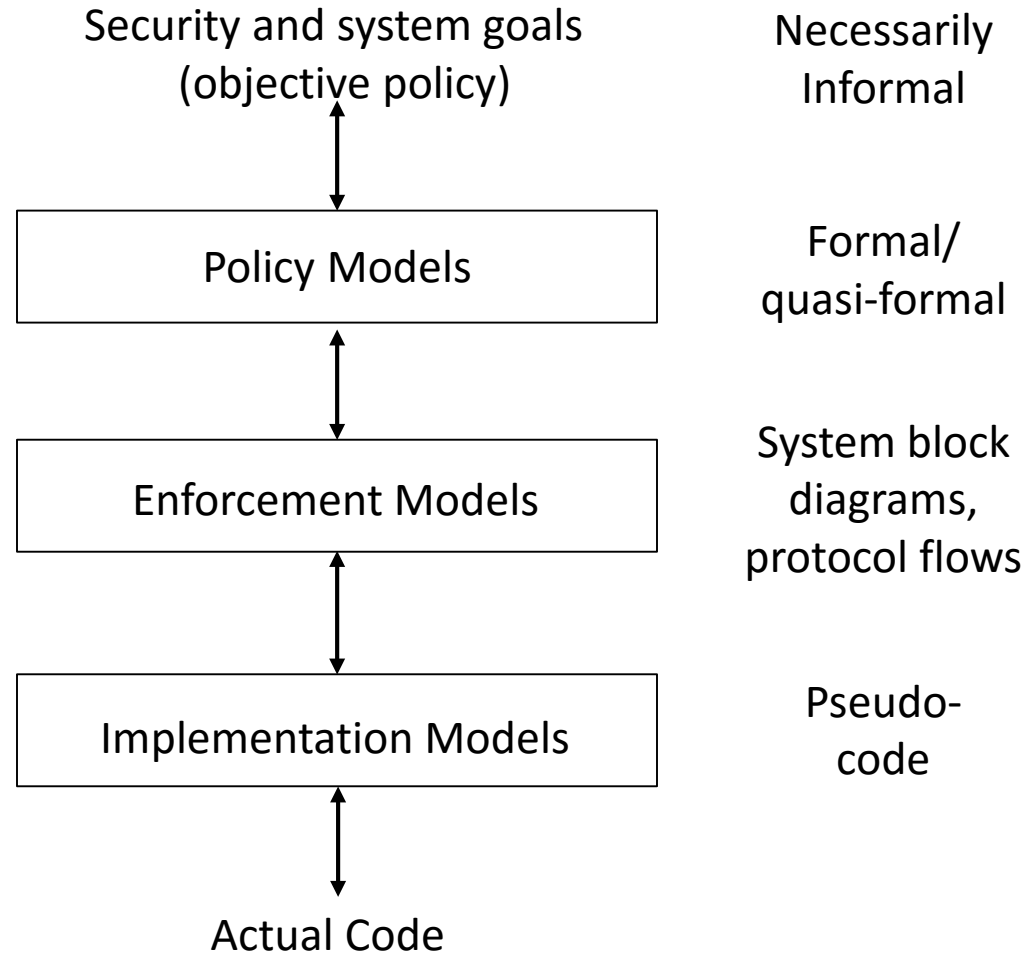 Security and system goals
(objective policy)
Necessarily
Informal
Policy Models
Formal/
quasi-formal
Enforcement Models
System block
diagrams,
protocol flows
Implementation Models
Pseudo-
code
Actual Code